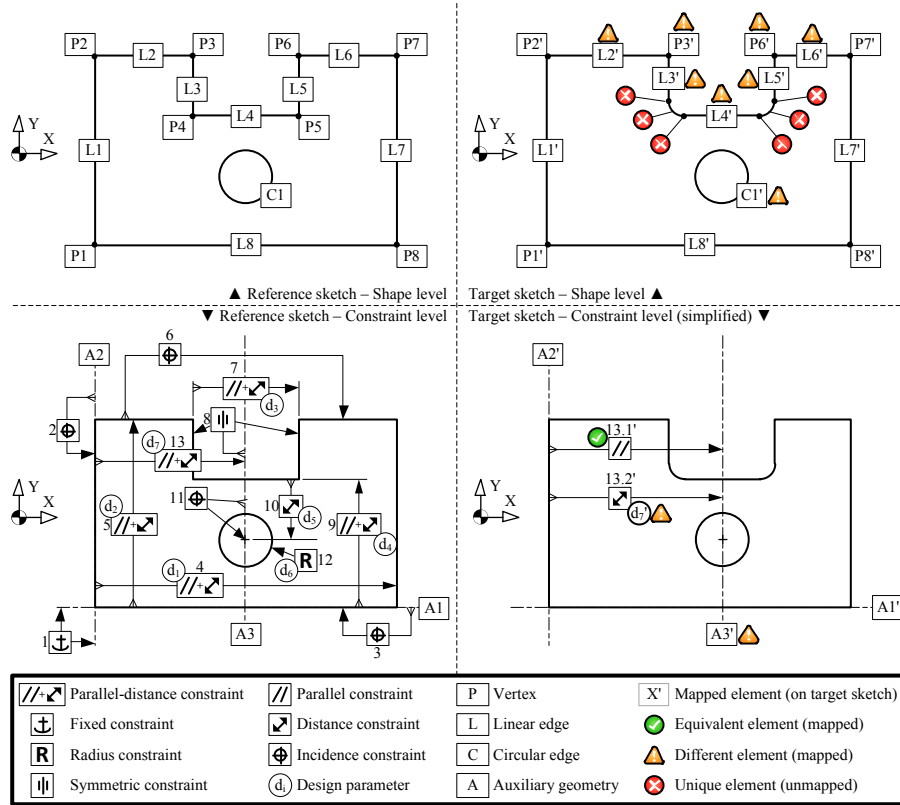 P2 L2 P3 P6 L6 P7
L3 L5
P4 L4 P5
Y
X
L1 L7
C1
P1 L8 P8
▲ Reference sketch – Shape level
P2' L2' P3' P6' L6' P7'
L3' L5'
L4'
Y
X
L1' L7'
C1'
P1' L8' P8'
Target sketch – Shape level ▲
▼ Reference sketch – Constraint level
6
A2
7
d3
2
8
d7 13
Y
X
d2
5
11
10
d5
9
d4
R 12
d6
d1 4
A1
1
A3
3
Target sketch – Constraint level (simplified) ▼
A2'
13.1'
13.2'
d7'
Y
X
A1'
A3'
Parallel-distance constraint
Fixed constraint
R Radius constraint
Symmetric constraint
Parallel constraint
Distance constraint
Incidence constraint
di Design parameter
P Vertex
L Linear edge
C Circular edge
A Auxiliary geometry
X' Mapped element (on target sketch)
Equivalent element (mapped)
Different element (mapped)
Unique element (unmapped)